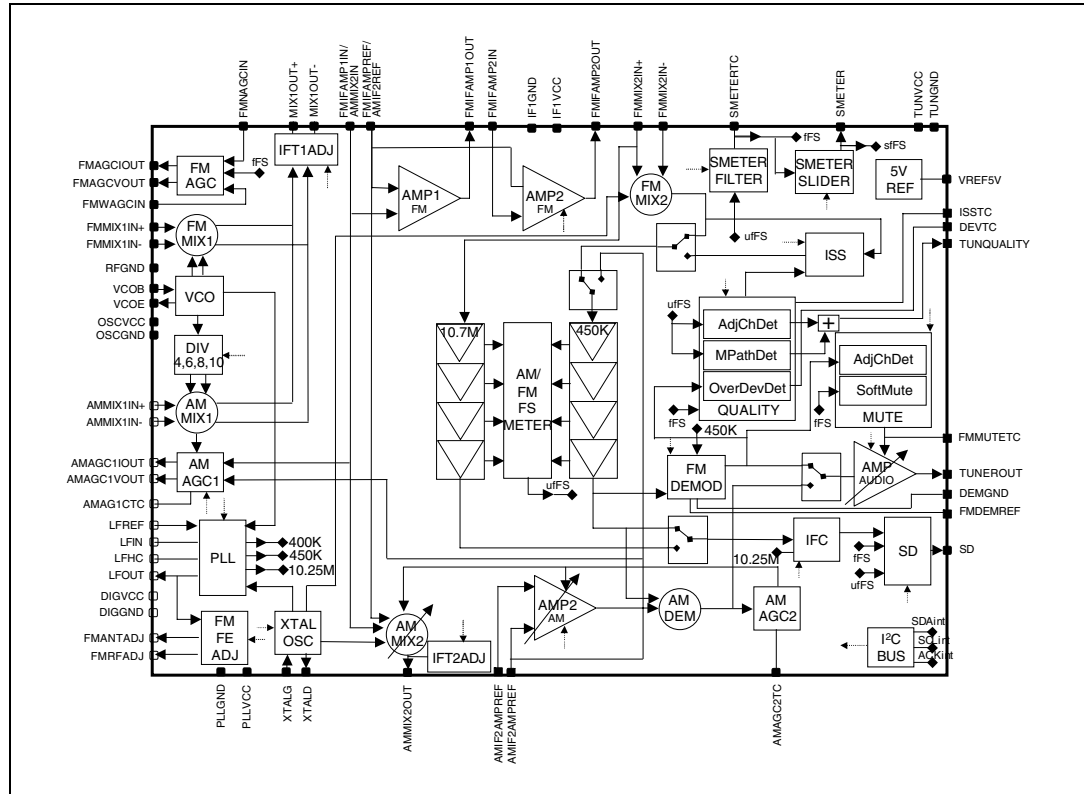 FMNAGCIN
MIX1OUT+
MIX1OUT-
FMIFAMP1IN/
AMMIX2IN
FMIFAMPREF/
AMIF2REF
FMIFAMP1OUT
FMIFAMP2IN
IF1GND
IF1VCC
FMIFAMP2OUT
FMMIX2IN+
FMMIX2IN-
SMETERTC
SMETER
TUNVCC
TUNGND
FMAGCIOUT
FMAGCVOUT
FMWAGCIN
FMMIX1IN+
FMMIX1IN-
RFGND
VCOB
VCOE
OSCVCC
OSCGND
AMMIX1IN+
AMMIX1IN-
AMAGC1IOUT
AMAGC1VOUT
AMAG1CTC
LFREF
LFIN
LFHC
LFOUT
DIGVCC
DIGGND
FMANTADJ
FMRFADJ
FM
AGC
fFS
IFT1ADJ
FM
MIX1
VCO
DIV
4,6,8,10
AM
MIX1
AM
AGC1
PLL
400K
450K
10.25M
FM
FE
ADJ
XTAL
OSC
AMP1
FM
AMP2
FM
FM
MIX2
SMETER
FILTER
fFS
ufFS
SMETER
SLIDER
sfFS
5V
REF
ISS
10.7M
AM/
FM
FS
METER
ufFS
450K
ufFS
AdjChDet
MPathDet
OverDevDet
QUALITY
fFS
+
AdjChDet
SoftMute
MUTE
fFS
450K
FM
DEMOD
AMP
AUDIO
10.25M
IFC
fFS
ufFS
SD
AM
MIX2
IFT2ADJ
AMP2
AM
AM
DEM
AM
AGC2
I²C
BUS
SDAint
ACKint
VREF5V
ISSTC
DEVTC
TUNQUALITY
FMMUTETC
TUNEROUT
DEMGND
FMDEMREF
SD
PLLGND
PLLVCC
XTALG
XTALD
AMMIX2OUT
AMIF2AMPREF
AMIF2AMPREF
AMAGC2TC